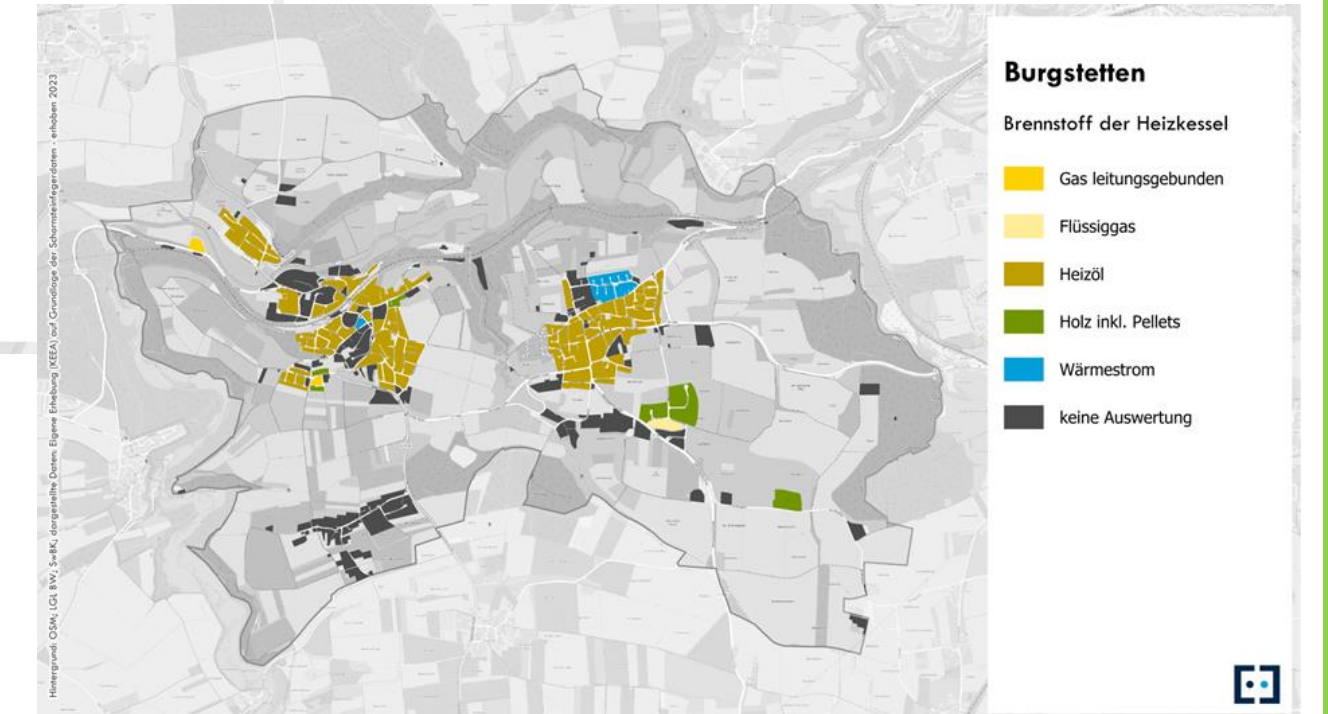 Burgstetten
Brennstoff der Heizkessel
Gas leitungsgebunden
Flüssiggas
Heizöl
Holz inkl. Pellets
Wärmestrom
keine Auswertung
Hintergrund: OSM; LGL BW; SwBK; dargestellte Daten: Eigene Erhebung (KEEA) auf Grundlage der Schornsteinfegerdaten - erhoben 2023